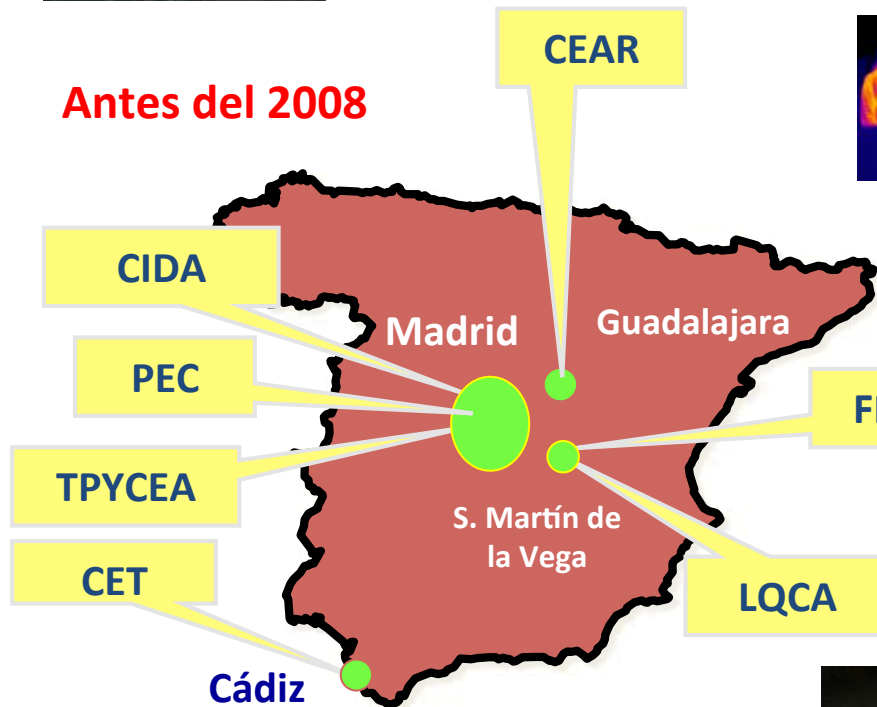 CEAR
Antes del 2008
CIDA
Madrid
Guadalajara
PEC
TPYCEA
S. Martín de
la Vega
CET
LQCA
Cádiz